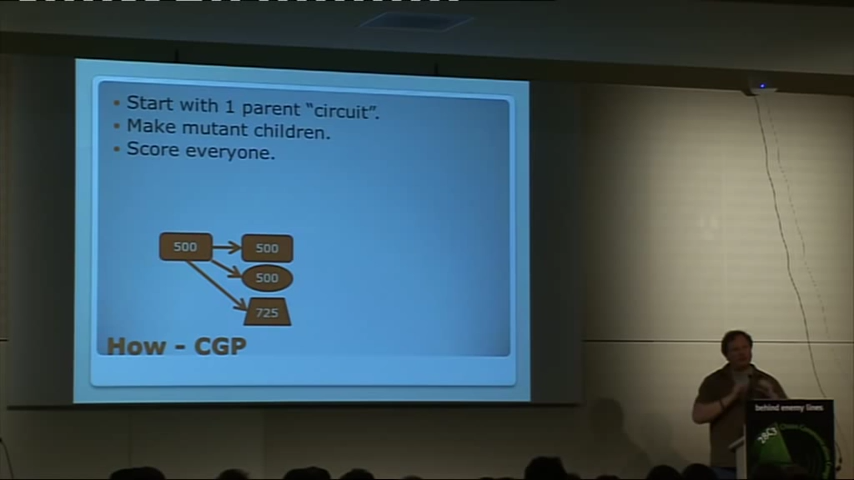 Start with 1 parent “circuit”.
Make mutant children.
Score everyone.
500
500
500
725
How - CGP
behind enemy lines
28C3